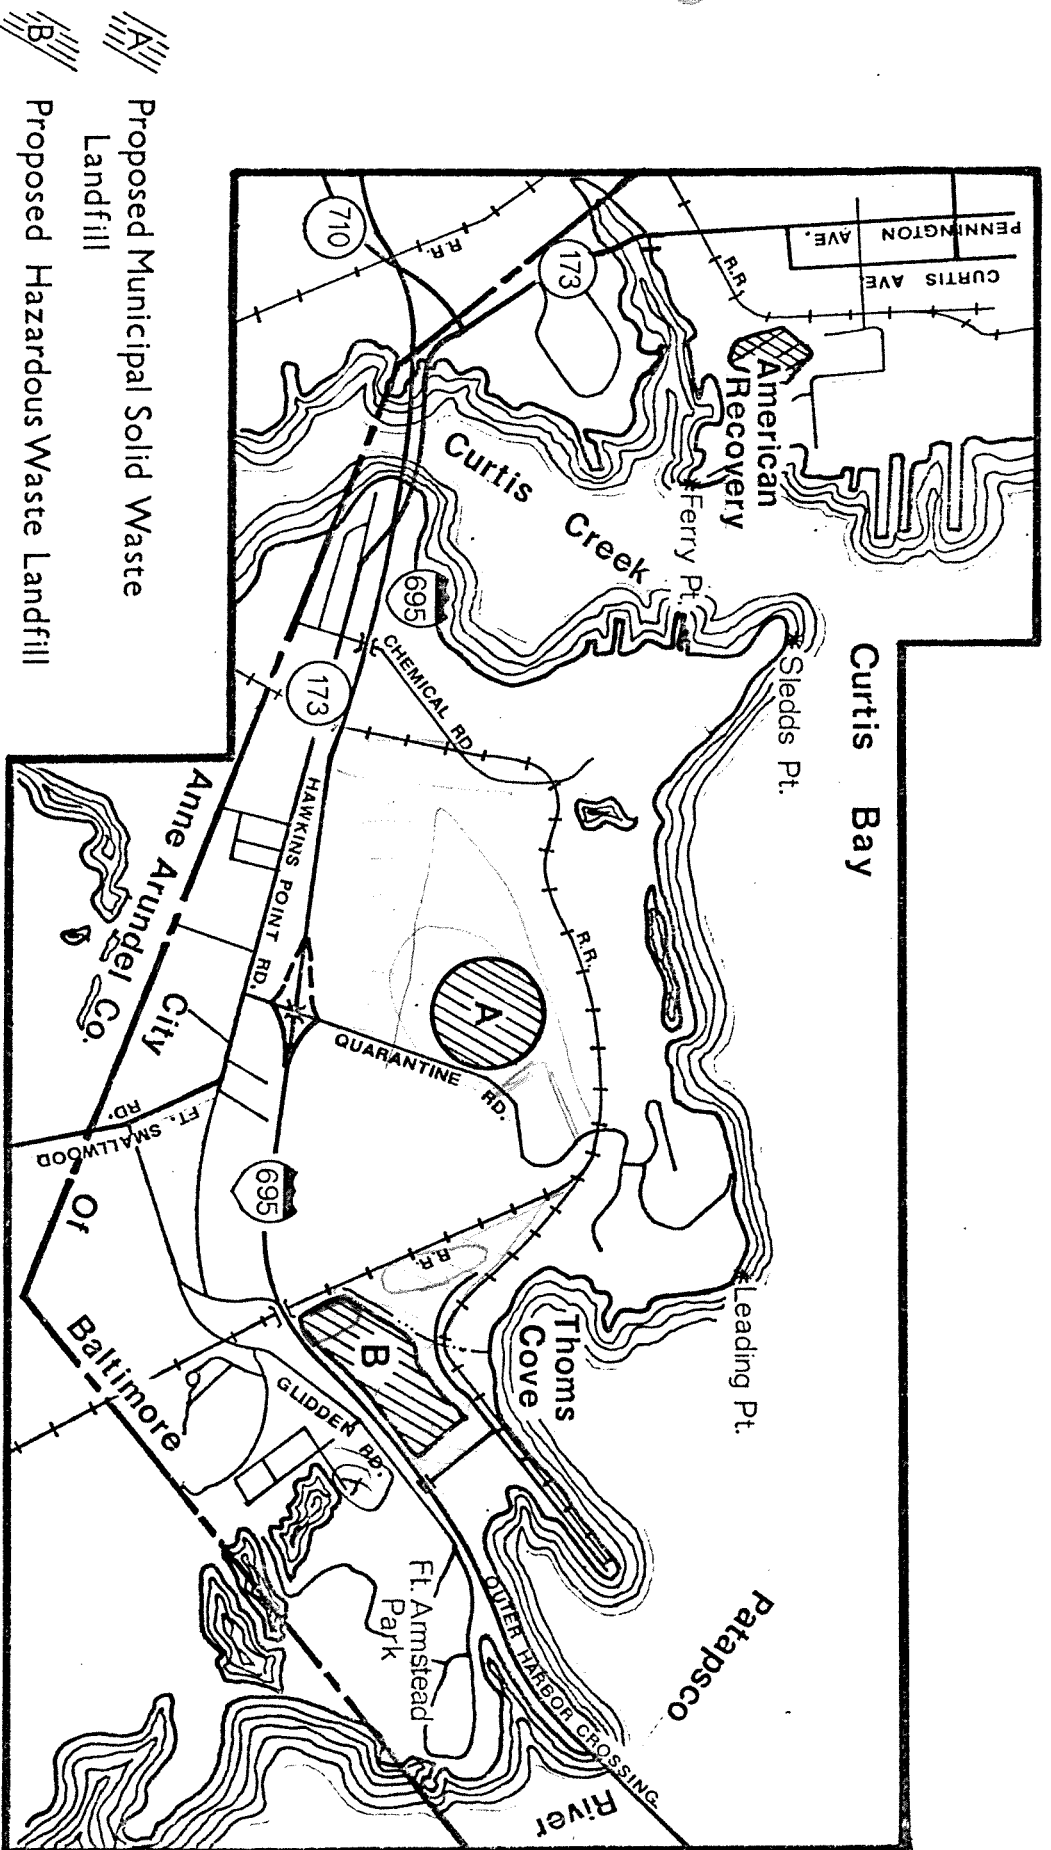 PENNINGTON AVE.
CURTIS AVE.
R.R.
American
Recovery
173
710
R.R.
Ferry Pt.
Curtis
Creek
Curtis Bay
Sledds Pt.
695
CHEMICAL RD.
173
HAWKINS POINT RD.
R.R.
A
QUARANTINE RD.
Anne Arundel Co.
City
Of
Baltimore
FT. SMALLWOOD
RD.
695
R.R.
Leading Pt.
Thoms
Cove
B
GLIDDEN RD.
Ft. Armstead
Park
OUTER HARBOR CROSSING
Patapsco
River
A Proposed Municipal Solid Waste
Landfill
B Proposed Hazardous Waste Landfill